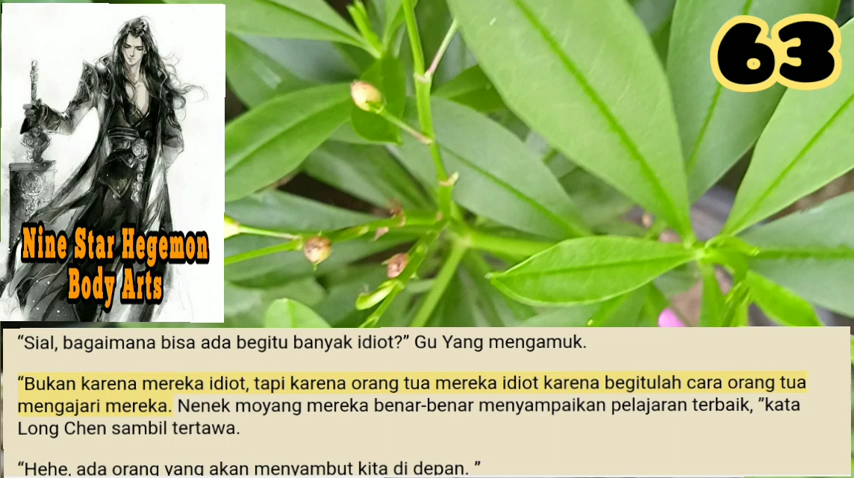 63
Nine Star Hegemon
Body Arts
“Sial, bagaimana bisa ada begitu banyak idiot?” Gu Yang mengamuk.
“Bukan karena mereka idiot, tapi karena orang tua mereka idiot karena begitulah cara orang tua
mengajari mereka. Nenek moyang mereka benar-benar menyampaikan pelajaran terbaik, ”kata
Long Chen sambil tertawa.
“Hehe, ada orang yang akan menyambut kita di depan. ”